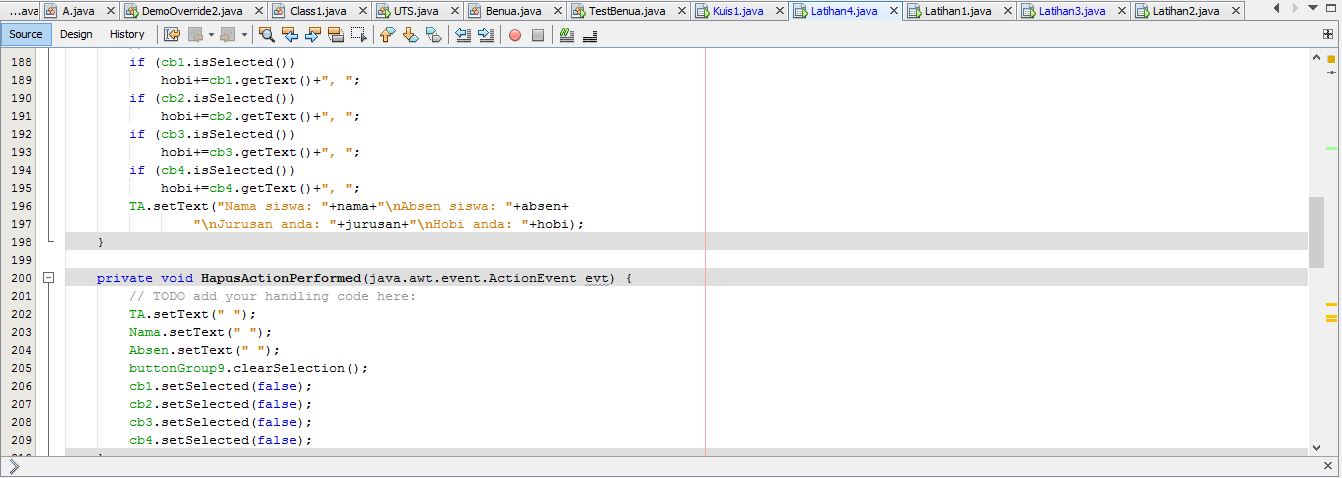 ...ava A.java DemoOverride2.java Class1.java UTS.java Benua.java TestBenua.java Kuis1.java Latihan4.java Latihan1.java Latihan3.java Latihan2.java
Source Design History
188 if (cb1.isSelected())
189 hobi+=cb1.getText()+", ";
190 if (cb2.isSelected())
191 hobi+=cb2.getText()+", ";
192 if (cb3.isSelected())
193 hobi+=cb3.getText()+", ";
194 if (cb4.isSelected())
195 hobi+=cb4.getText()+", ";
196 TA.setText("Nama siswa: "+nama+"\nAbsen siswa: "+absen+
197 "\nJurusan anda: "+jurusan+"\nHobi anda: "+hobi);
198 }
199
200 private void HapusActionPerformed(java.awt.event.ActionEvent evt) {
201 // TODO add your handling code here:
202 TA.setText(" ");
203 Nama.setText(" ");
204 Absen.setText(" ");
205 buttonGroup9.clearSelection();
206 cb1.setSelected(false);
207 cb2.setSelected(false);
208 cb3.setSelected(false);
209 cb4.setSelected(false);